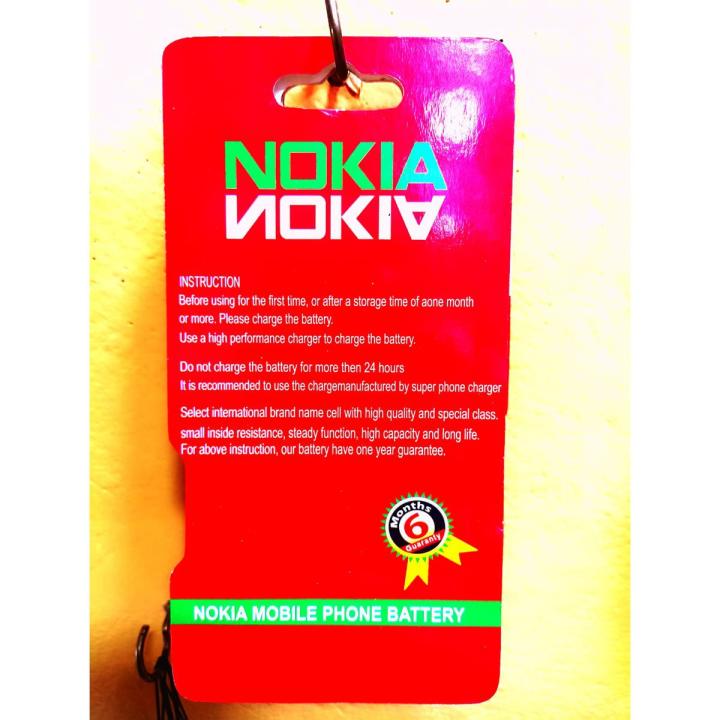 NOKIA
NOKIA
INSTRUCTION
Before using for the first time, or after a storage time of aone month
or more. Please charge the battery.
Use a high performance charger to charge the battery.
Do not charge the battery for more then 24 hours
It is recommended to use the chargemanufactured by super phone charger
Select international brand name cell with high quality and special class.
small inside resistance, steady function, high capacity and long life.
For above instruction, our battery have one year guarantee.
Months
6
Guaranty
NOKIA MOBILE PHONE BATTERY